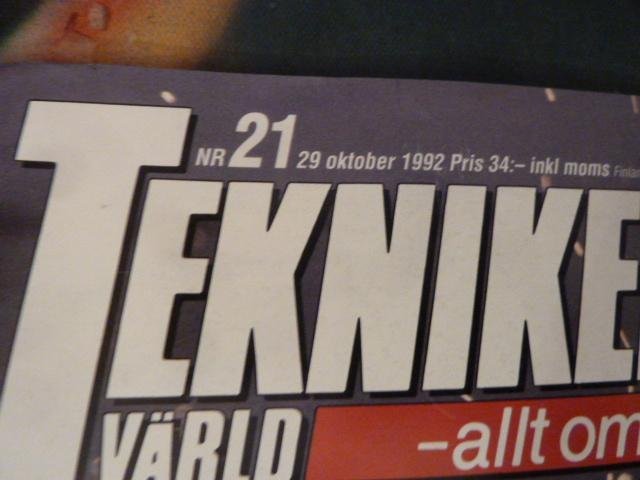 NR 21 29 oktober 1992 Pris 34:– inkl moms
TEKNIKE
VÄRLD
–allt om